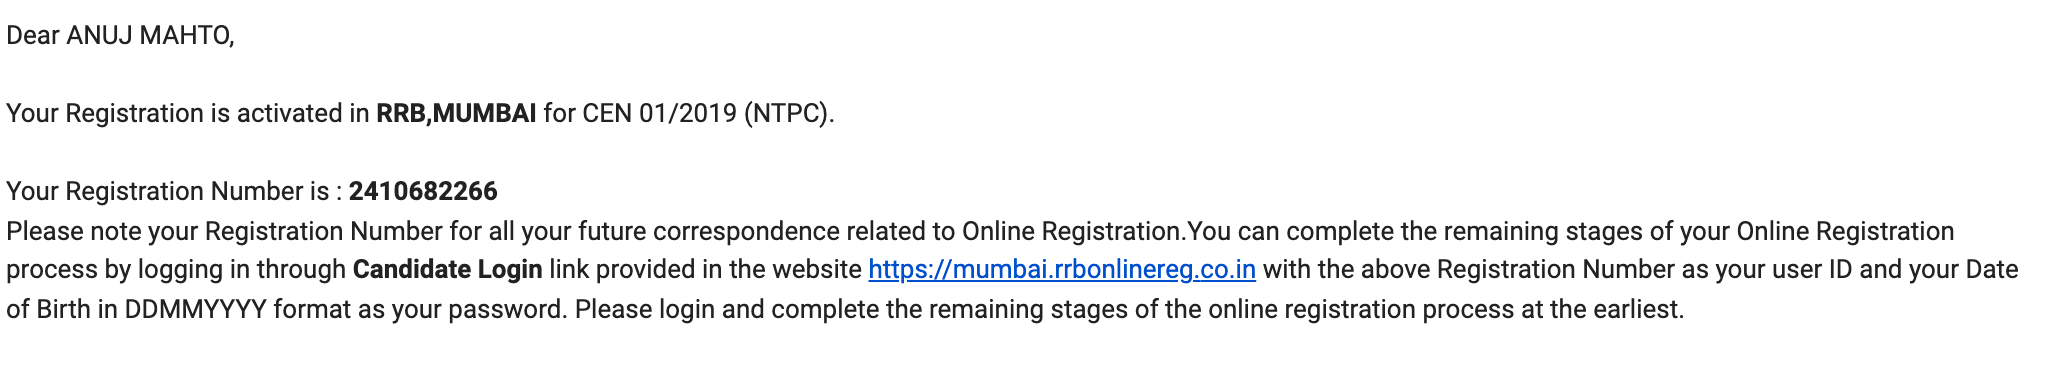 Dear ANUJ MAHTO,
Your Registration is activated in RRB,MUMBAI for CEN 01/2019 (NTPC).
Your Registration Number is : 2410682266
Please note your Registration Number for all your future correspondence related to Online Registration.You can complete the remaining stages of your Online Registration
process by logging in through Candidate Login link provided in the website https://mumbai.rrbonlinereg.co.in with the above Registration Number as your user ID and your Date
of Birth in DDMMYYYY format as your password. Please login and complete the remaining stages of the online registration process at the earliest.